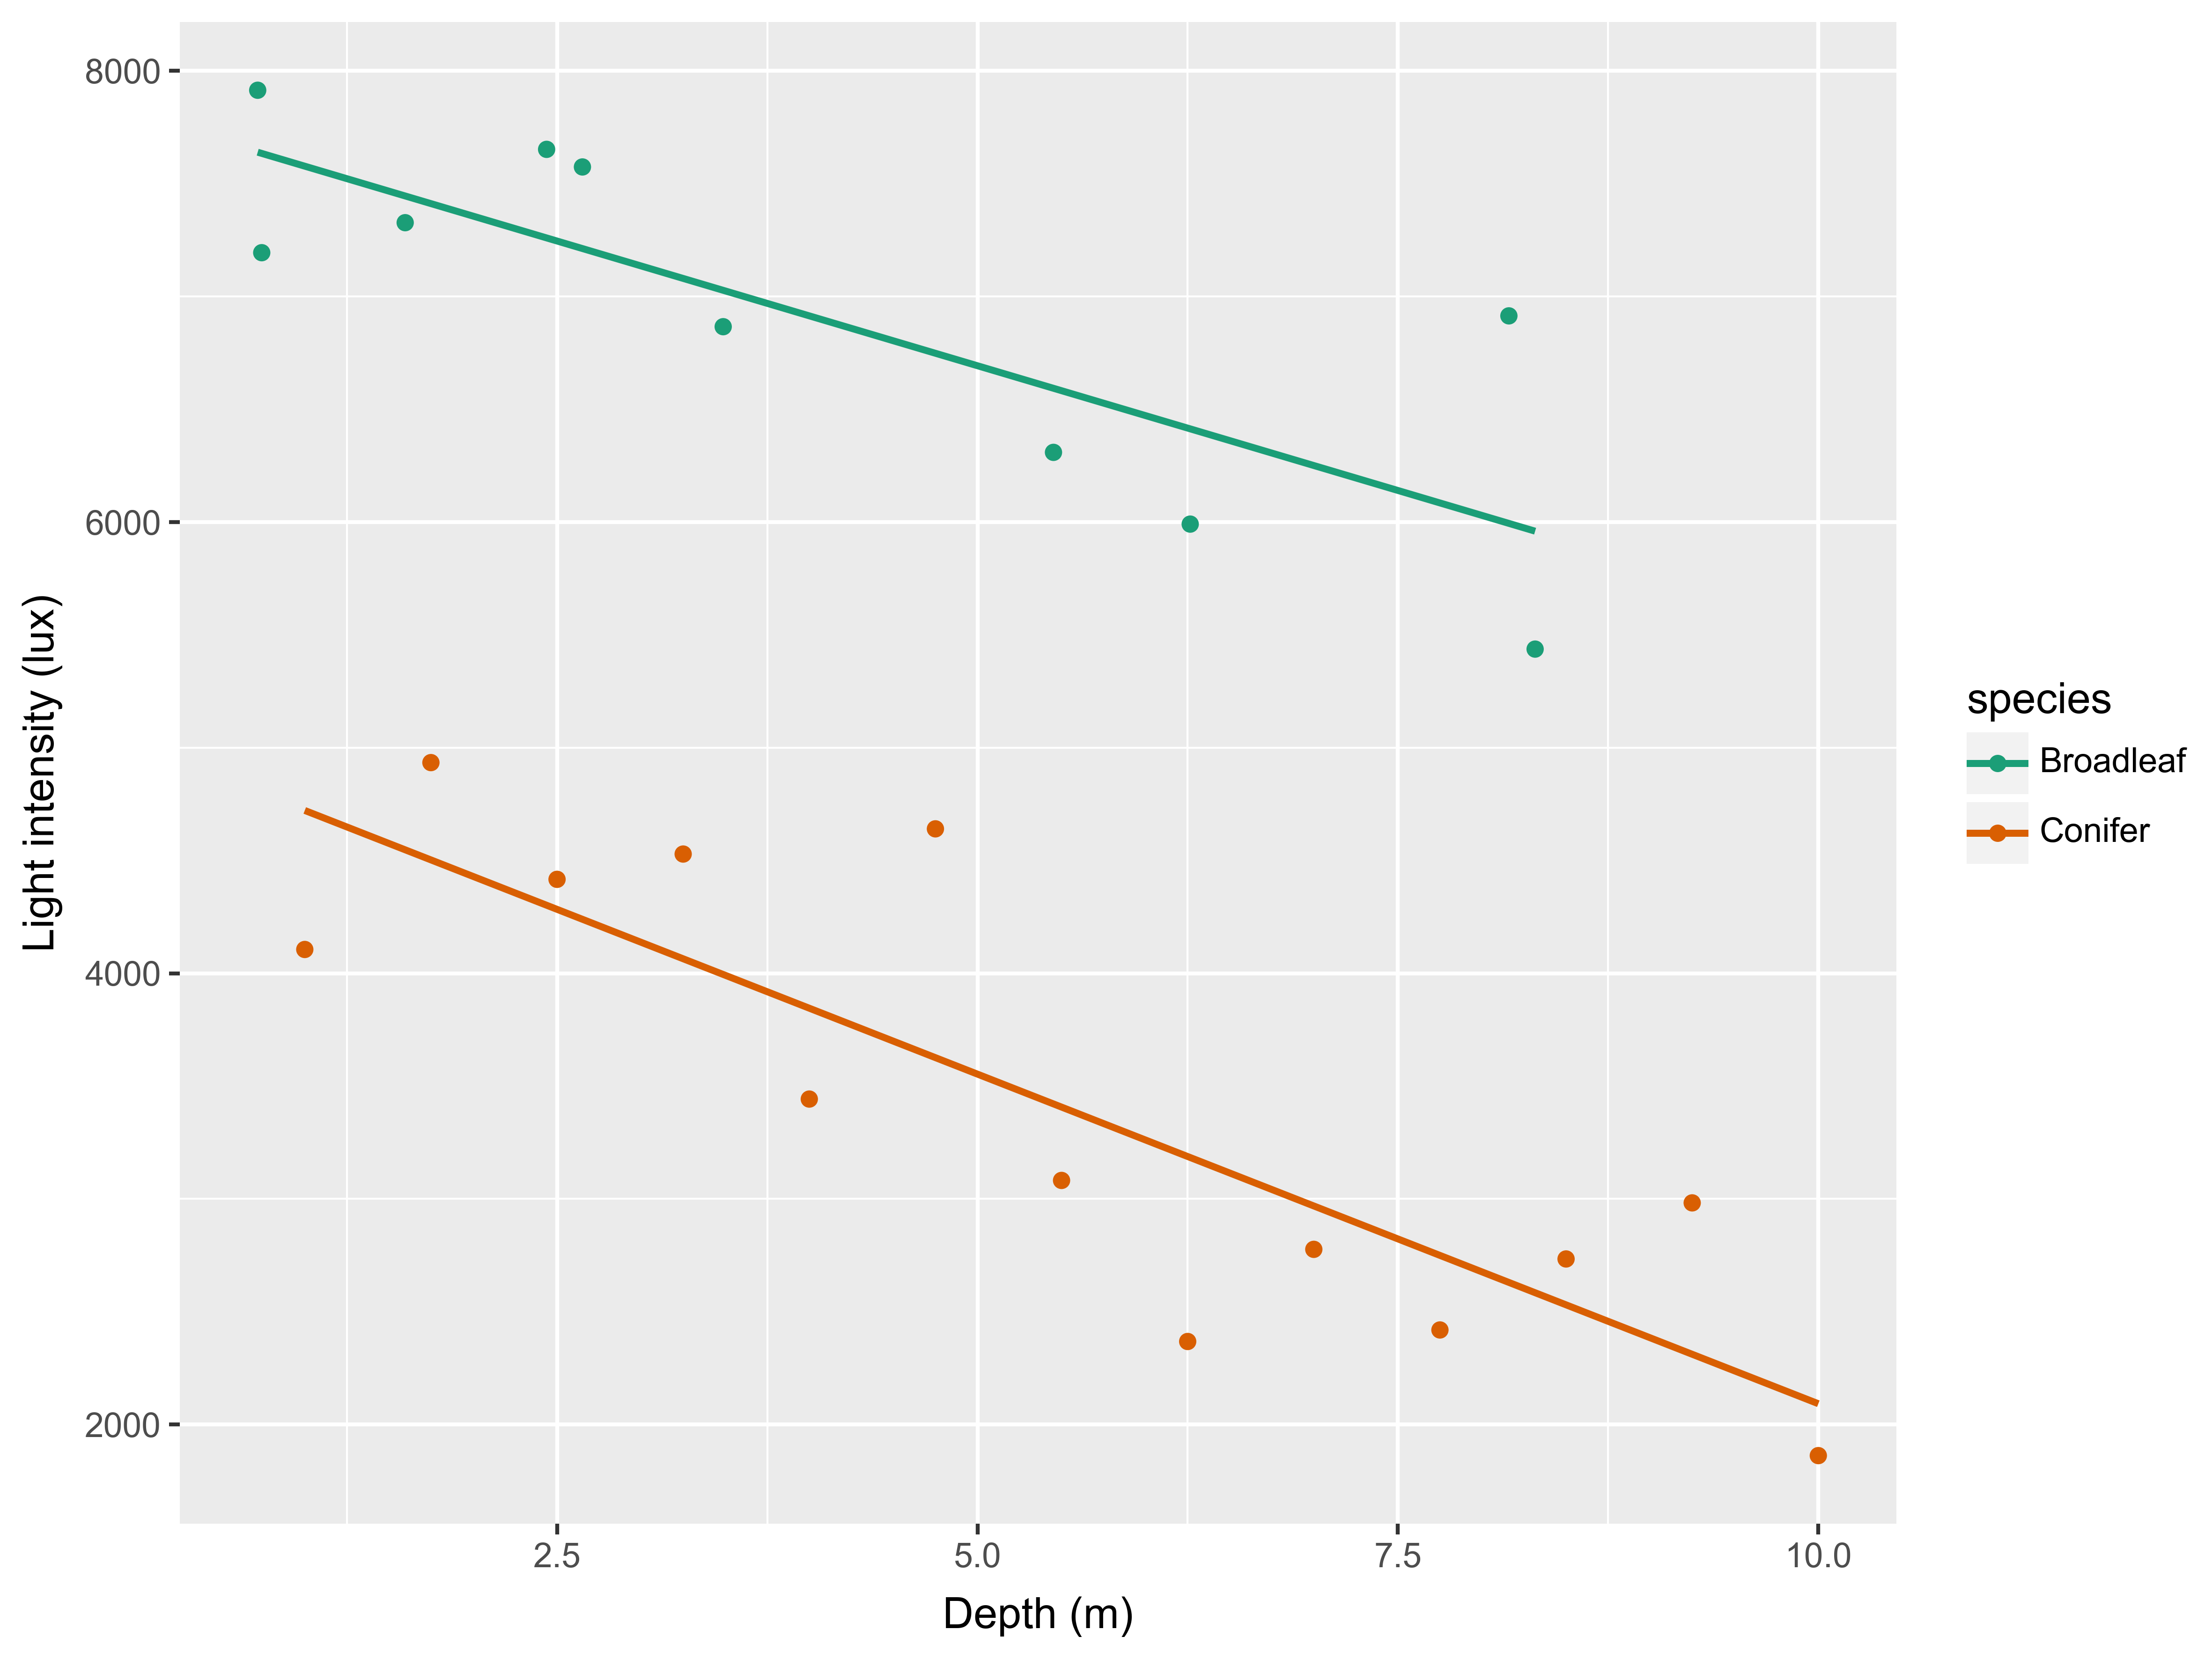 8000
6000
4000
2000
Light intensity (lux)
2.5 5.0 7.5 10.0
Depth (m)
species
Broadleaf
Conifer